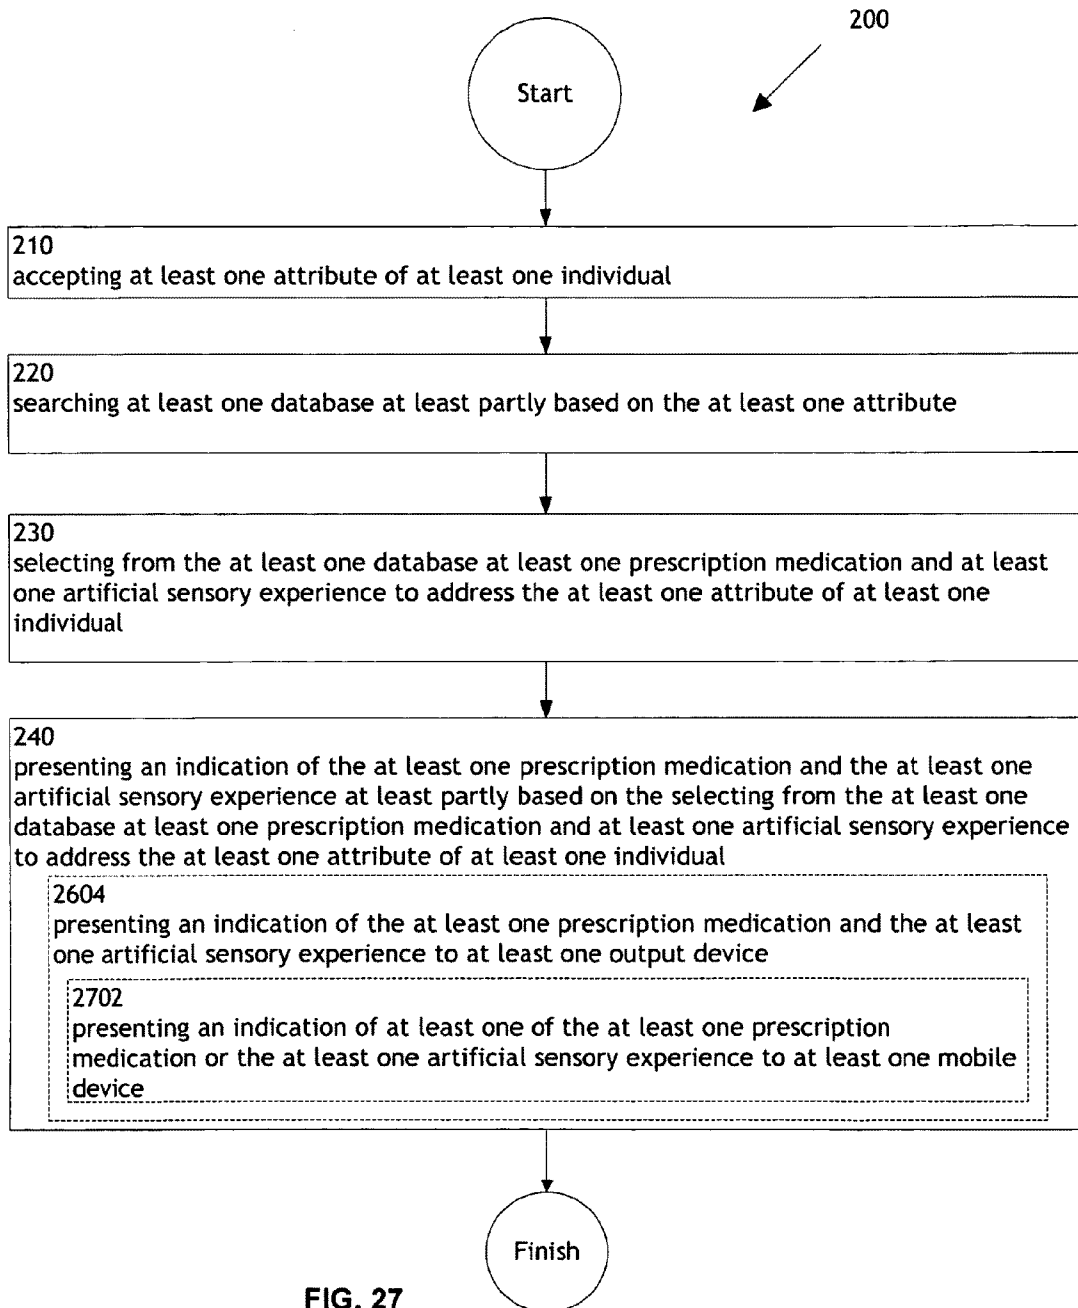 200
Start
210
accepting at least one attribute of at least one individual
220
searching at least one database at least partly based on the at least one attribute
230
selecting from the at least one database at least one prescription medication and at least
one artificial sensory experience to address the at least one attribute of at least one
individual
240
presenting an indication of the at least one prescription medication and the at least one
artificial sensory experience at least partly based on the selecting from the at least one
database at least one prescription medication and at least one artificial sensory experience
to address the at least one attribute of at least one individual
2604
presenting an indication of the at least one prescription medication and the at least
one artificial sensory experience to at least one output device
2702
presenting an indication of at least one of the at least one prescription
medication or the at least one artificial sensory experience to at least one mobile
device
Finish
FIG. 27